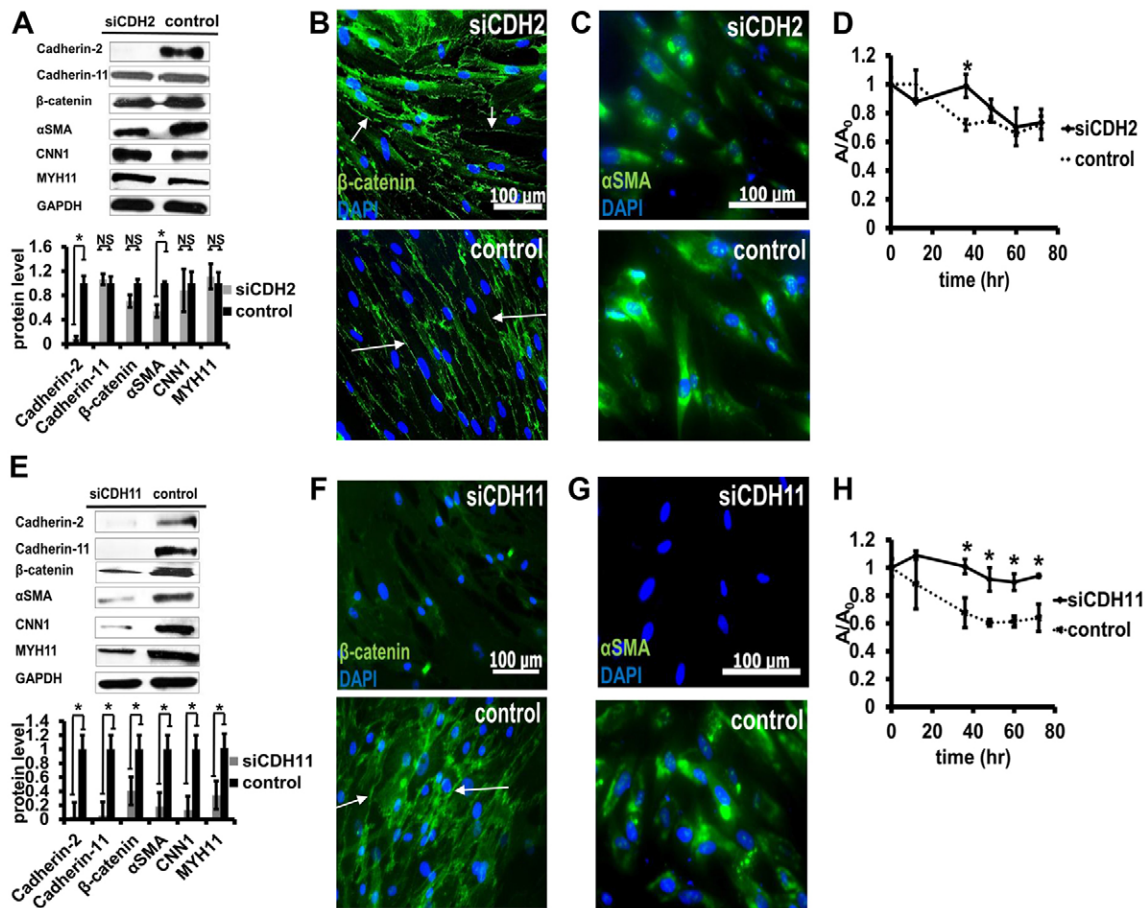 A
siCDH2 control
Cadherin-2
Cadherin-11
β-catenin
αSMA
CNN1
MYH11
GAPDH
protein level
1.6
1.2
0.8
0.4
0
* NS NS * NS NS
siCDH2
control
Cadherin-2
Cadherin-11
β-catenin
αSMA
CNN1
MYH11
B
siCDH2
β-catenin
DAPI
100 µm
control
C
siCDH2
αSMA
DAPI
100 µm
control
D
A/A0
1.2
1
0.8
0.6
0.4
0.2
0
*
siCDH2
control
0 20 40 60 80
time (hr)
E
siCDH11 control
Cadherin-2
Cadherin-11
β-catenin
αSMA
CNN1
MYH11
GAPDH
protein level
1.4
1.2
1
0.8
0.6
0.4
0.2
0
* * * * * *
siCDH11
control
Cadherin-2
Cadherin-11
β-catenin
αSMA
CNN1
MYH11
F
siCDH11
β-catenin
DAPI
100 µm
control
G
siCDH11
αSMA
DAPI
100 µm
control
H
A/A0
1.2
1
0.8
0.6
0.4
0.2
0
* * * *
siCDH11
control
0 20 40 60 80
time (hr)